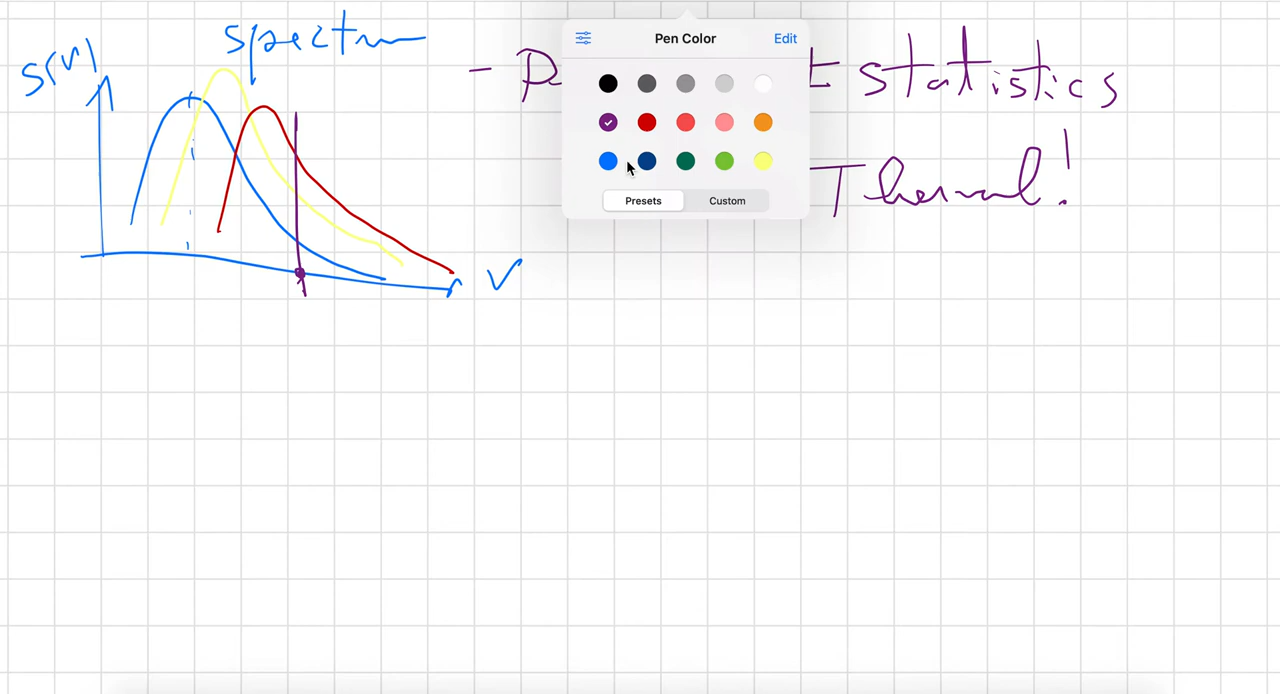 S(ν)
spectrum
Pen Color
Edit
statistics
Thermal!
ν
Presets
Custom